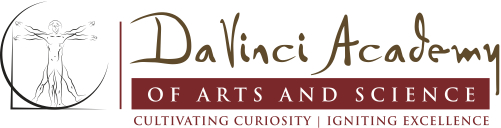 DaVinci Academy
OF ARTS AND SCIENCE
CULTIVATING CURIOSITY | IGNITING EXCELLENCE